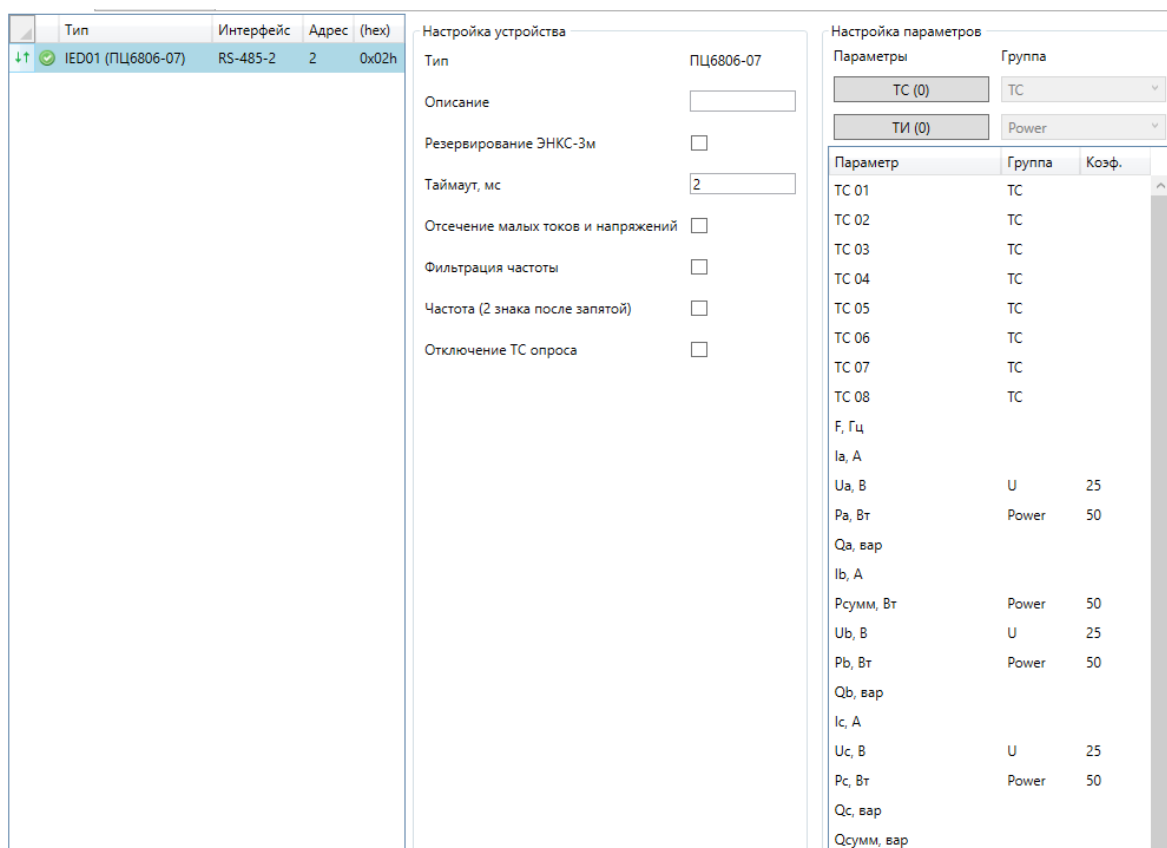 Тип Интерфейс Адрес (hex)
IED01 (ПЦ6806-07) RS-485-2 2 0x02h
Настройка устройства
Тип ПЦ6806-07
Описание
Резервирование ЭНКС-3м
Таймаут, мс 2
Отсечение малых токов и напряжений
Фильтрация частоты
Частота (2 знака после запятой)
Отключение ТС опроса
Настройка параметров
Параметры Группа
ТС (0) ТС
ТИ (0) Power
Параметр Группа Коэф.
ТС 01 ТС
ТС 02 ТС
ТС 03 ТС
ТС 04 ТС
ТС 05 ТС
ТС 06 ТС
ТС 07 ТС
ТС 08 ТС
F, Гц
Ia, А
Ua, В U 25
Pa, Вт Power 50
Qa, вар
Ib, А
Pсумм, Вт Power 50
Ub, В U 25
Pb, Вт Power 50
Qb, вар
Ic, А
Uc, В U 25
Pc, Вт Power 50
Qc, вар
Qсумм, вар